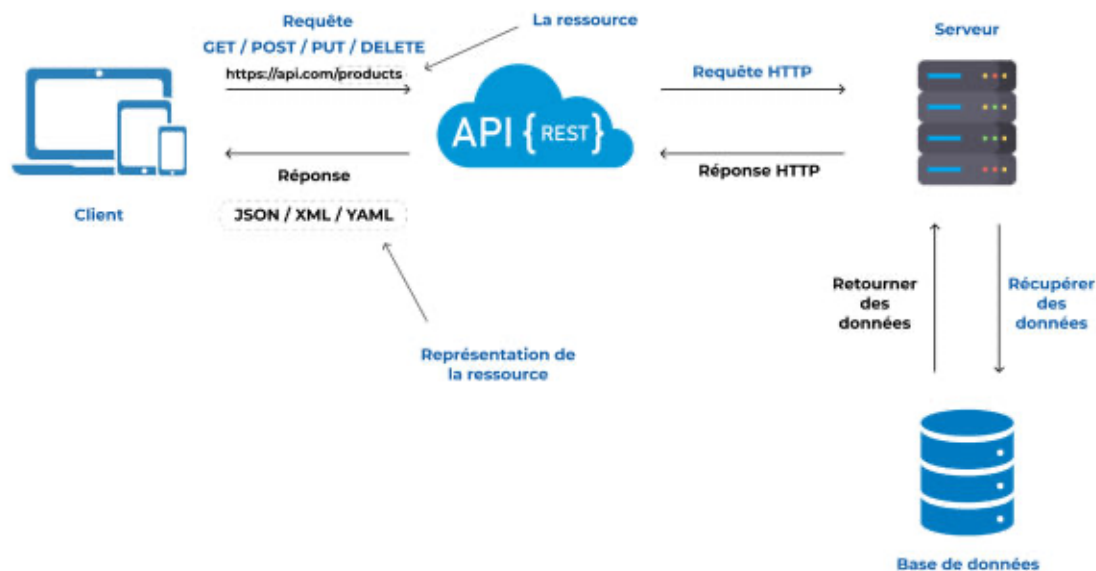 Requête
GET / POST / PUT / DELETE
https://api.com/products
La ressource
Serveur
API {REST}
Requête HTTP
Réponse HTTP
Réponse
JSON / XML / YAML
Client
Retourner
des
données
Récupérer
des
données
Représentation de
la ressource
Base de données